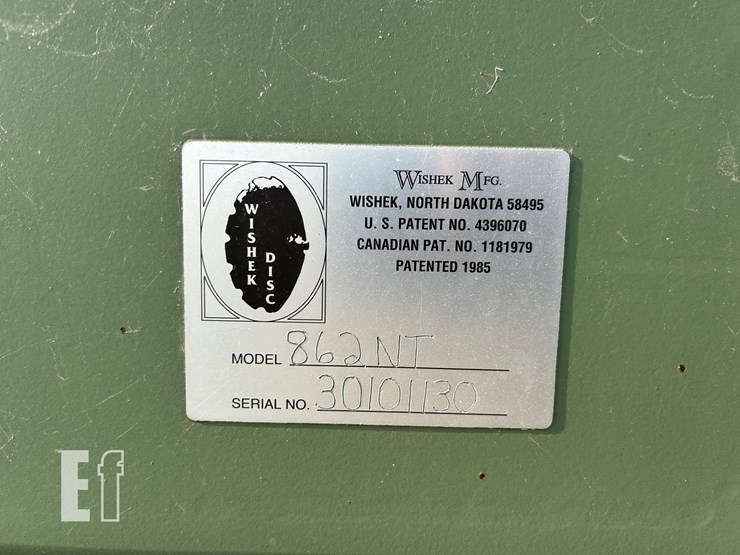 WISHEK DISC
WISHEK MFG.
WISHEK, NORTH DAKOTA 58495
U. S. PATENT NO. 4396070
CANADIAN PAT. NO. 1181979
PATENTED 1985
MODEL 862NT
SERIAL NO. 30101130
Ef